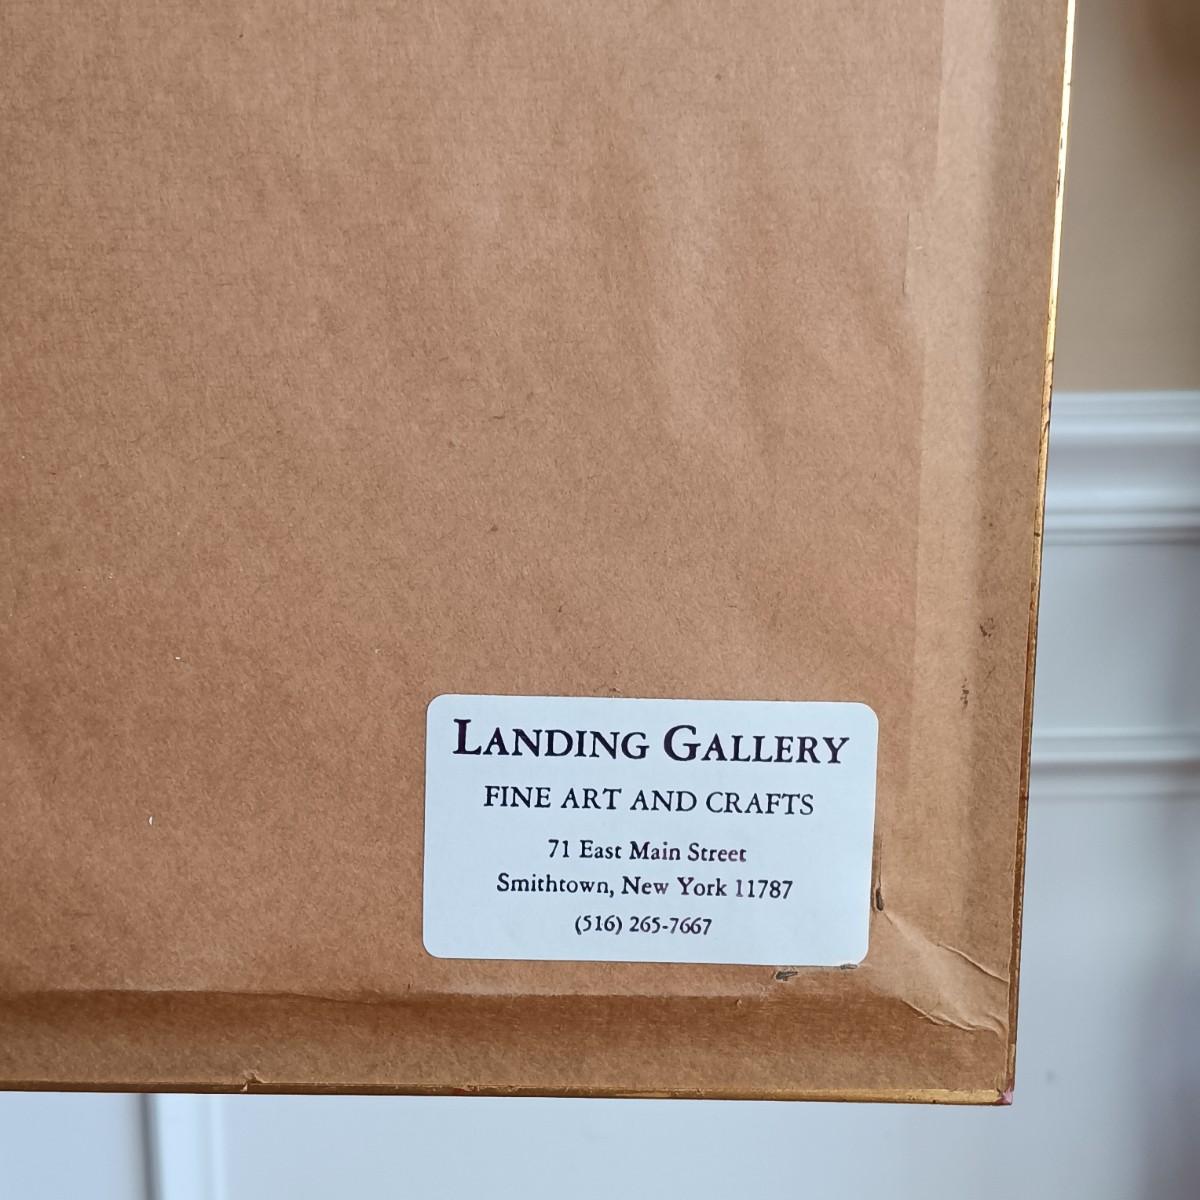 LANDING GALLERY
FINE ART AND CRAFTS
71 East Main Street
Smithtown, New York 11787
(516) 265-7667